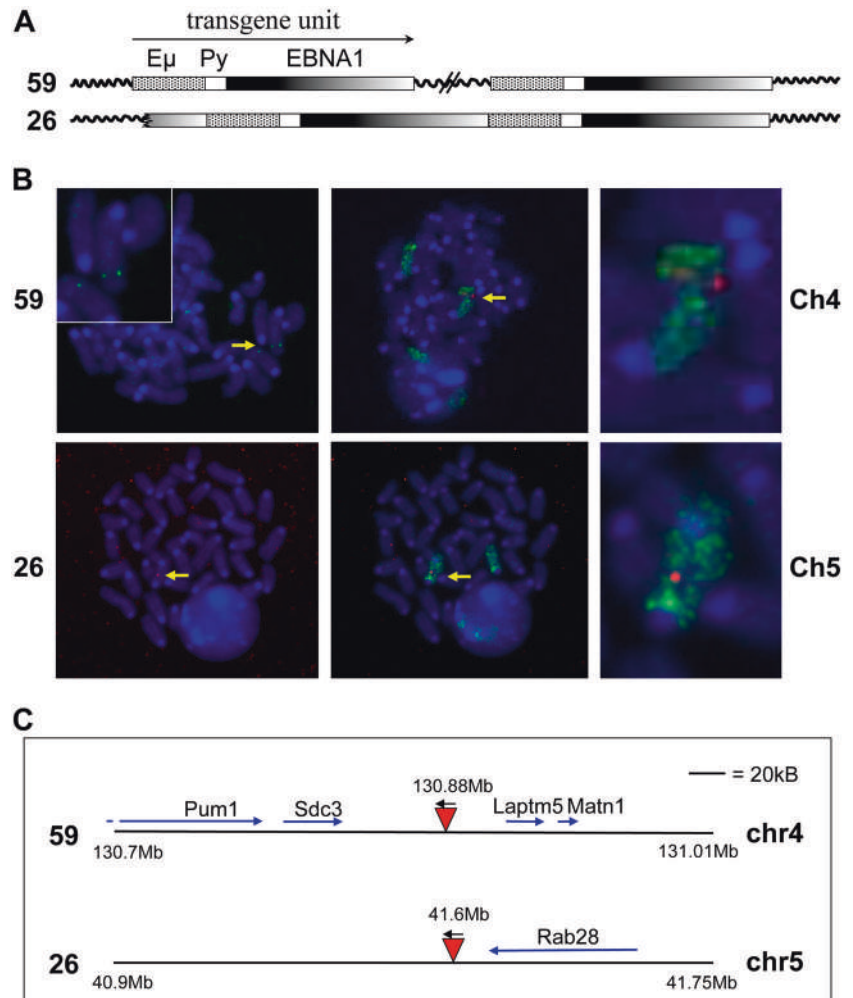 A
transgene unit
Eμ Py EBNA1
59
26
B
59
Ch4
26
Ch5
C
130.88Mb
= 20kB
Pum1 Sdc3 Laptm5 Matn1
59
chr4
130.7Mb
131.01Mb
41.6Mb
Rab28
26
chr5
40.9Mb
41.75Mb